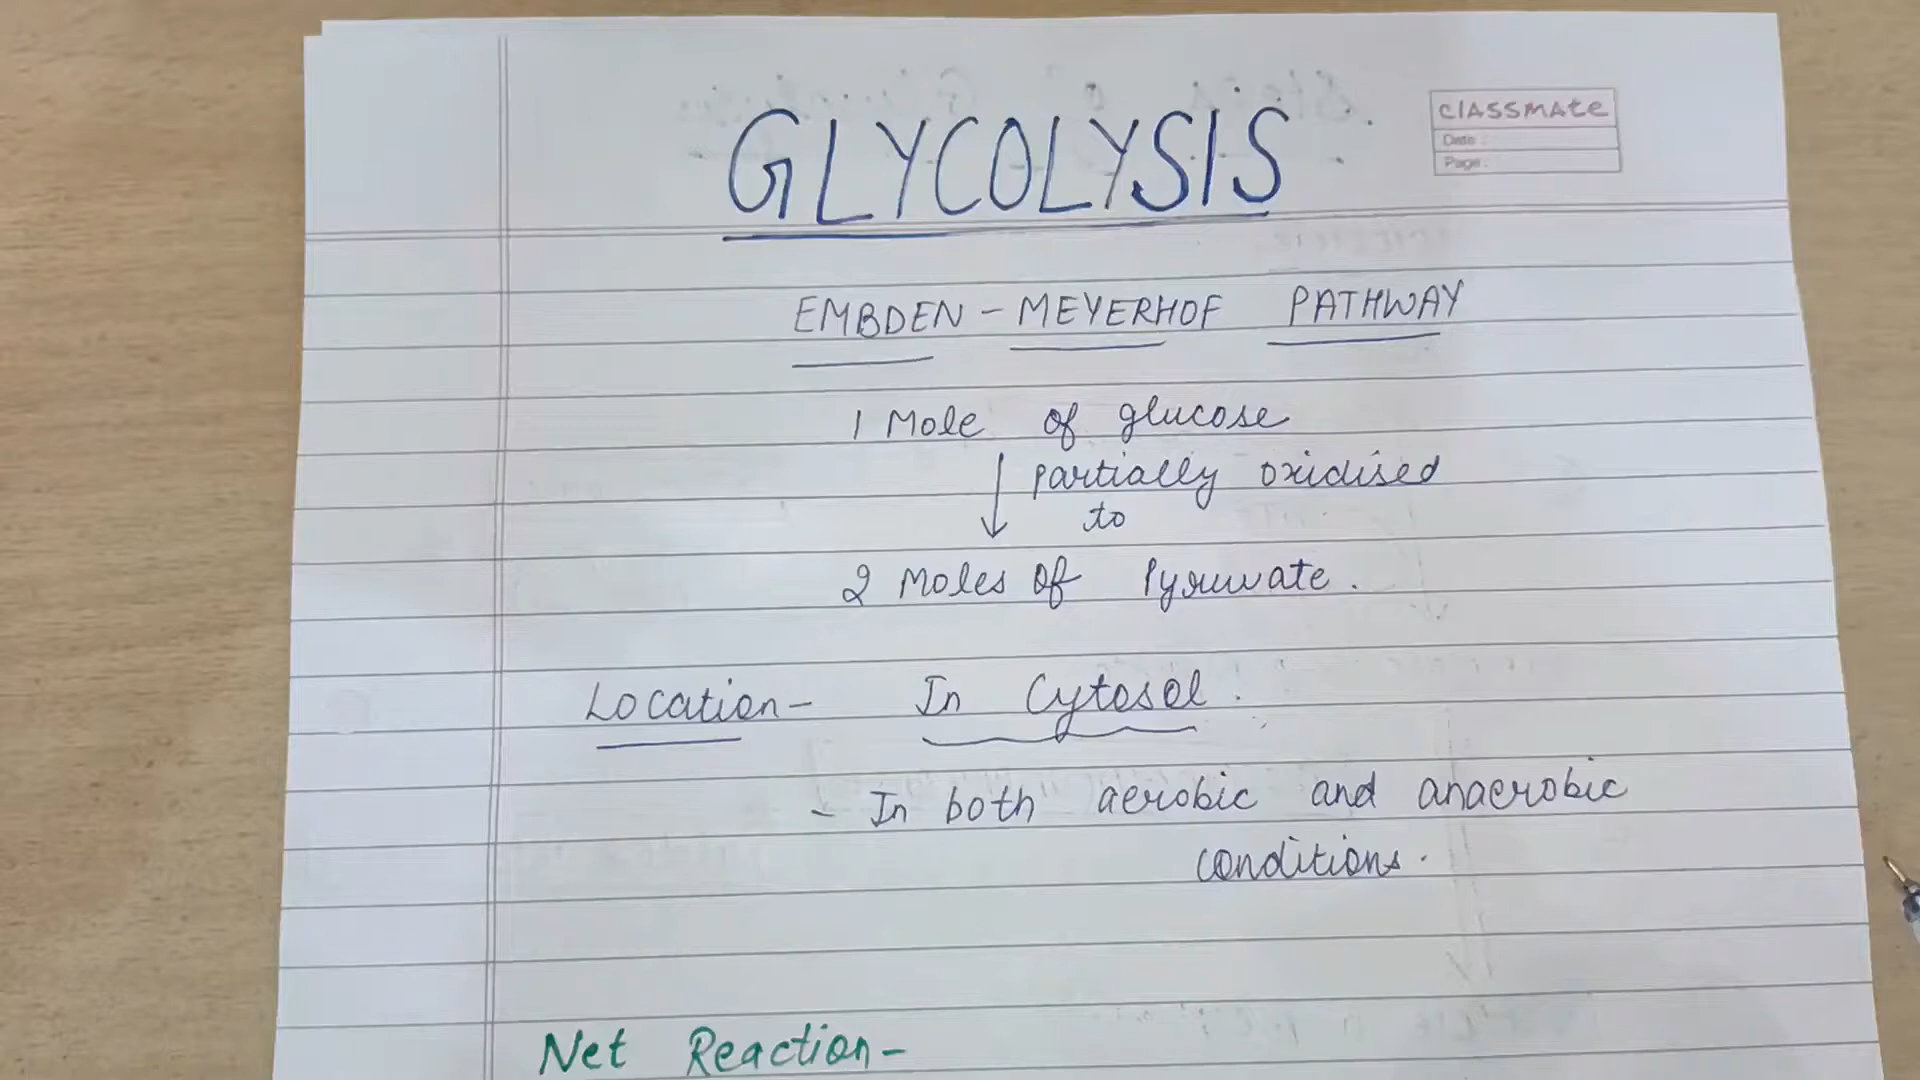 GLYCOLYSIS
classmate
Date :
Page :
EMBDEN - MEYERHOF PATHWAY
1 Mole of glucose
partially oxidised
to
2 Moles of Pyruvate .
Location - In Cytosol .
- In both aerobic and anaerobic
conditions .
Net Reaction -